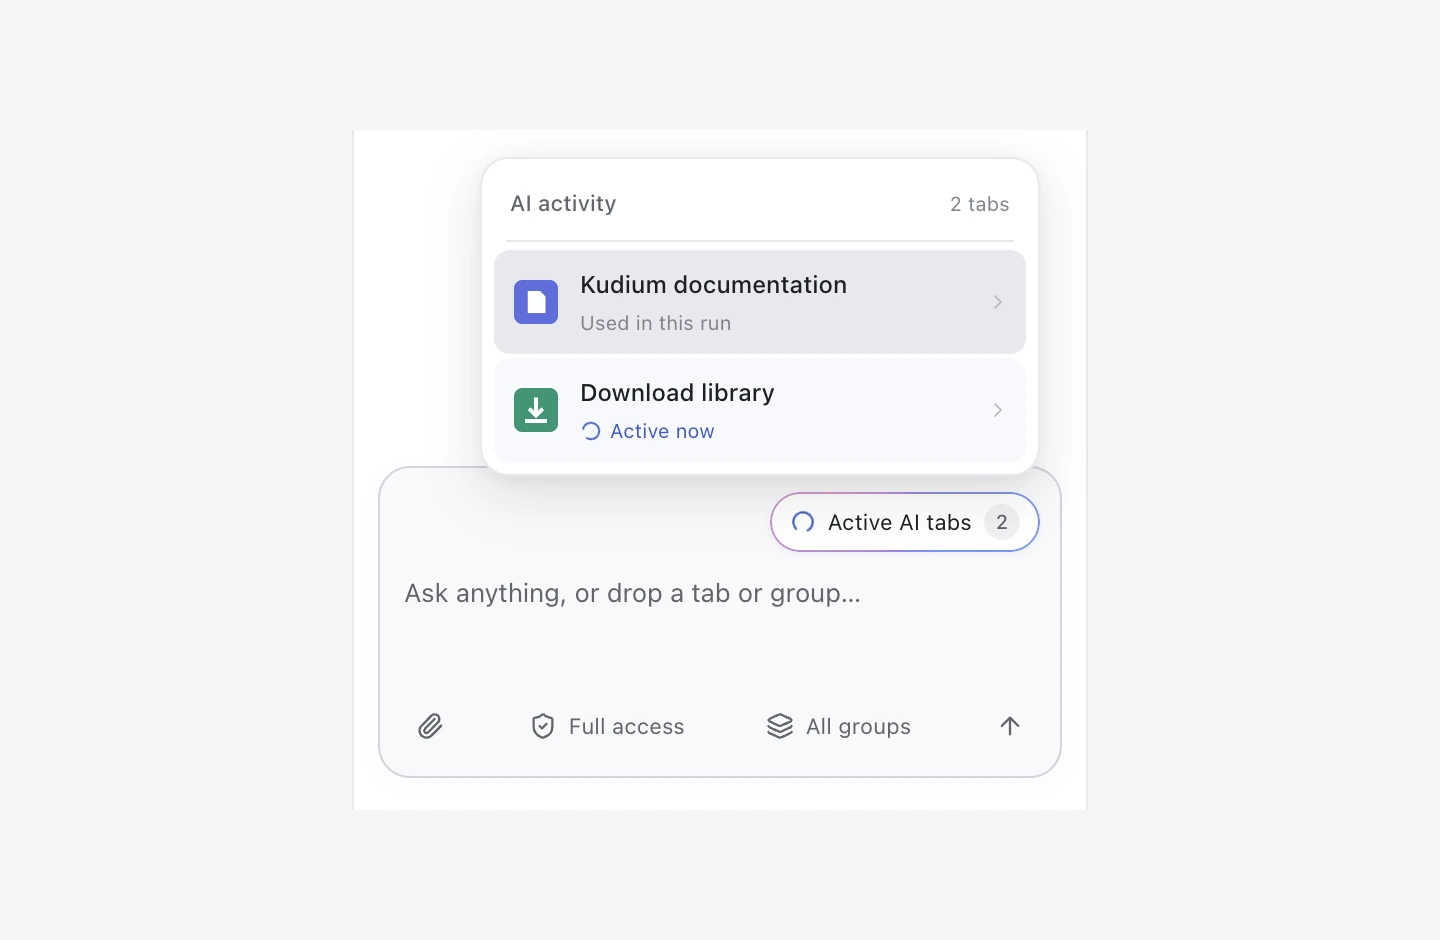 AI activity
2 tabs
Kudium documentation
Used in this run
Download library
Active now
Active AI tabs 2
Ask anything, or drop a tab or group...
Full access
All groups